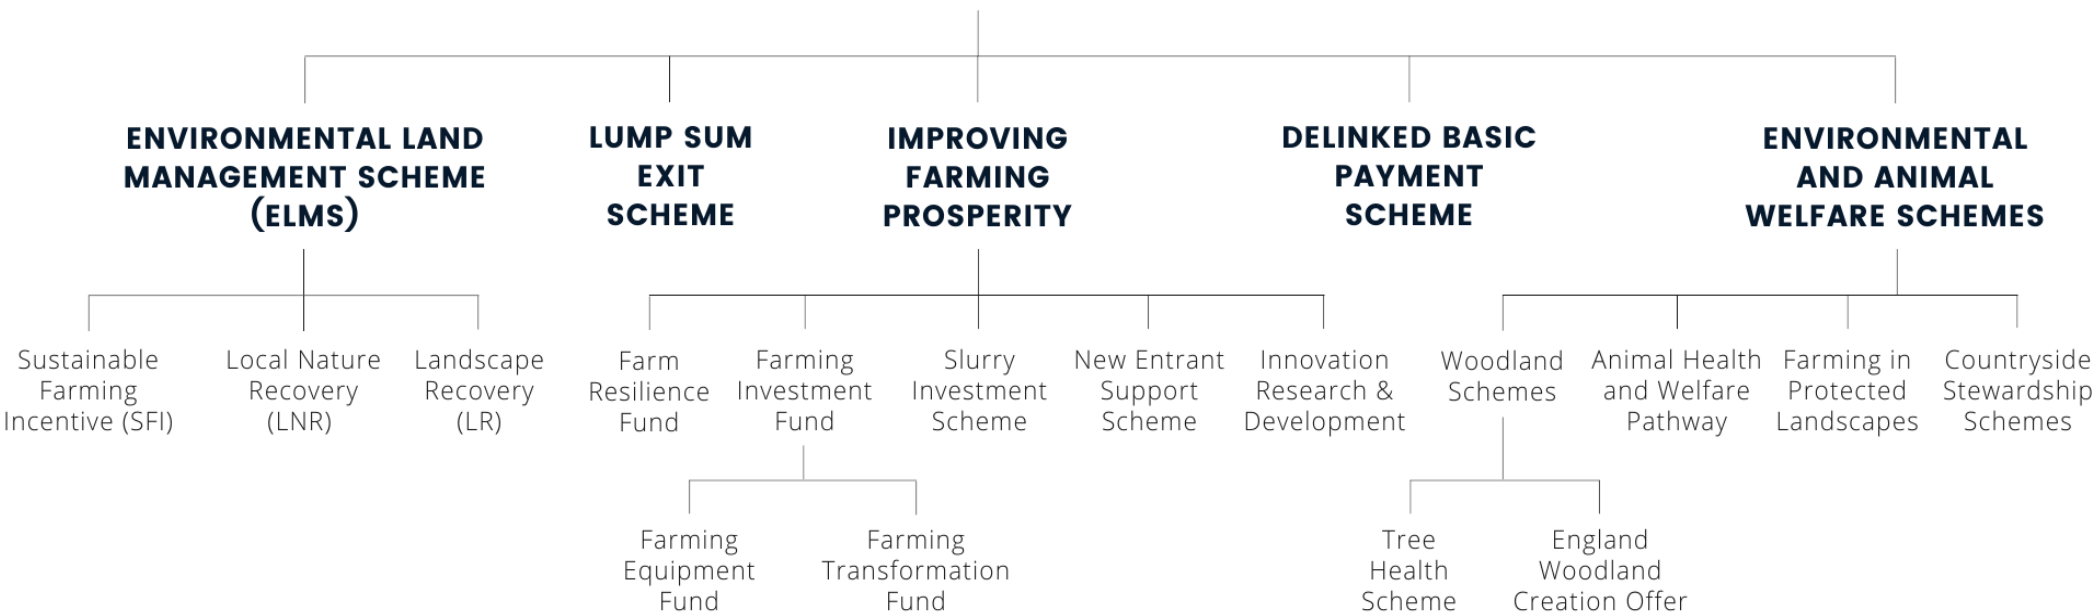 ENVIRONMENTAL LAND
MANAGEMENT SCHEME
(ELMS)
LUMP SUM
EXIT
SCHEME
IMPROVING
FARMING
PROSPERITY
DELINKED BASIC
PAYMENT
SCHEME
ENVIRONMENTAL
AND ANIMAL
WELFARE SCHEMES
Sustainable
Farming
Incentive (SFI)
Local Nature
Recovery
(LNR)
Landscape
Recovery
(LR)
Farm
Resilience
Fund
Farming
Investment
Fund
Slurry
Investment
Scheme
New Entrant
Support
Scheme
Innovation
Research &
Development
Woodland
Schemes
Animal Health
and Welfare
Pathway
Farming in
Protected
Landscapes
Countryside
Stewardship
Schemes
Farming
Equipment
Fund
Farming
Transformation
Fund
Tree
Health
Scheme
England
Woodland
Creation Offer